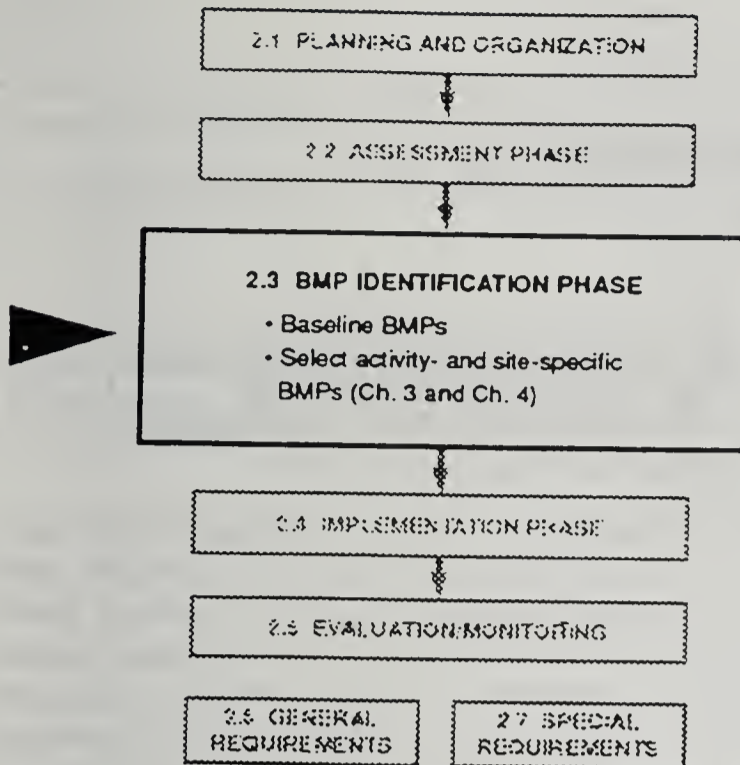 2.1 PLANNING AND ORGANIZATION
2.2 ASSESSMENT PHASE
2.3 BMP IDENTIFICATION PHASE
• Baseline BMPs
• Select activity- and site-specific
BMPs (Ch. 3 and Ch. 4)
2.4 IMPLEMENTATION PHASE
2.5 EVALUATION/MONITORING
2.6 GENERAL
REQUIREMENTS
2.7 SPECIAL
REQUIREMENTS